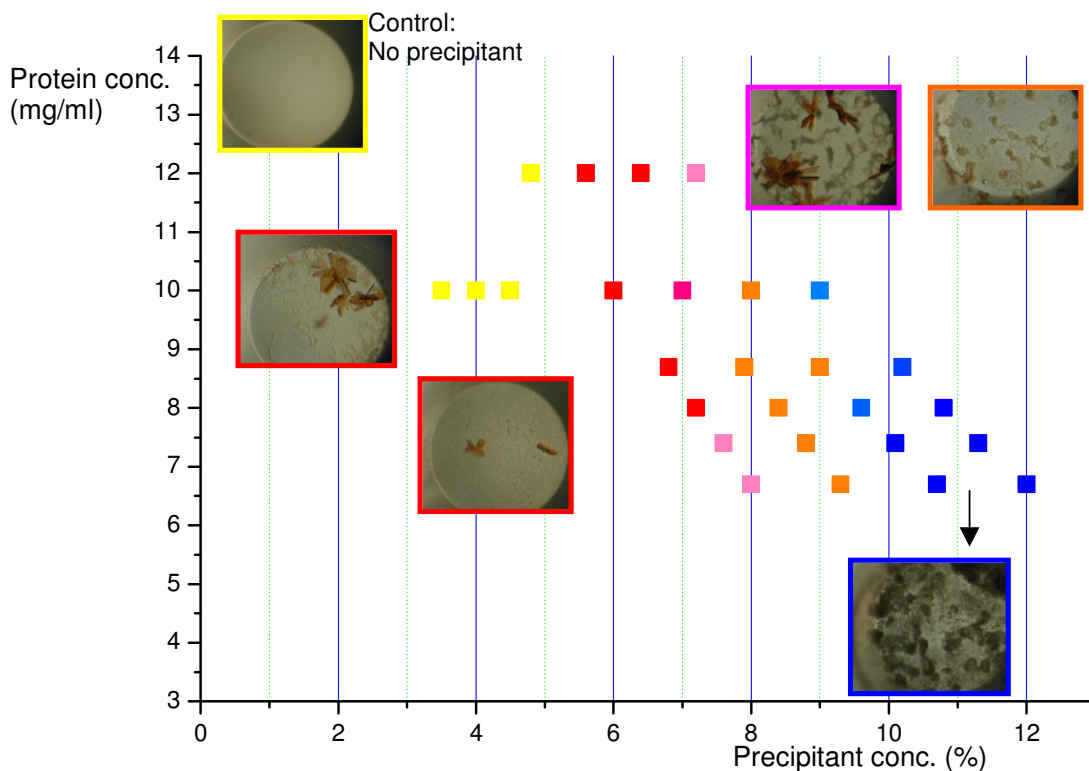 Control:
No precipitant
Protein conc.
(mg/ml)
14
13
12
11
10
9
8
7
6
5
4
3
0 2 4 6 8 10 12
Precipitant conc. (%)